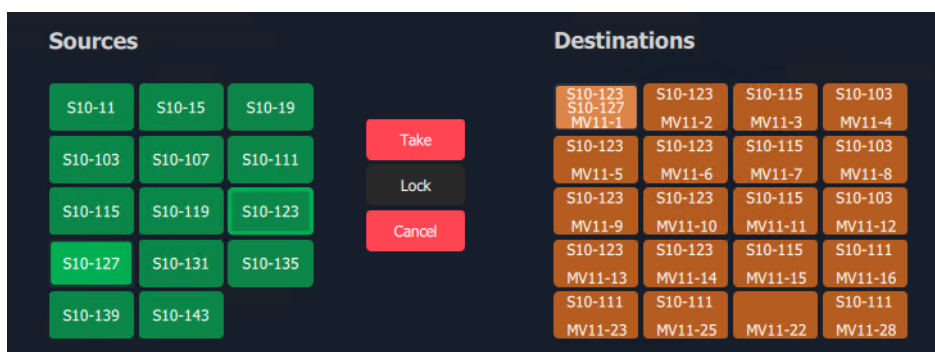 Sources
Destinations
S10-11
S10-15
S10-19
S10-103
S10-107
S10-111
S10-115
S10-119
S10-123
S10-127
S10-131
S10-135
S10-139
S10-143
Take
Lock
Cancel
S10-123
S10-127
MV11-1
S10-123
MV11-2
S10-115
MV11-3
S10-103
MV11-4
S10-123
MV11-5
S10-123
MV11-6
S10-115
MV11-7
S10-103
MV11-8
S10-123
MV11-9
S10-123
MV11-10
S10-115
MV11-11
S10-103
MV11-12
S10-123
MV11-13
S10-123
MV11-14
S10-115
MV11-15
S10-111
MV11-16
S10-111
MV11-23
S10-111
MV11-25
MV11-22
S10-111
MV11-28